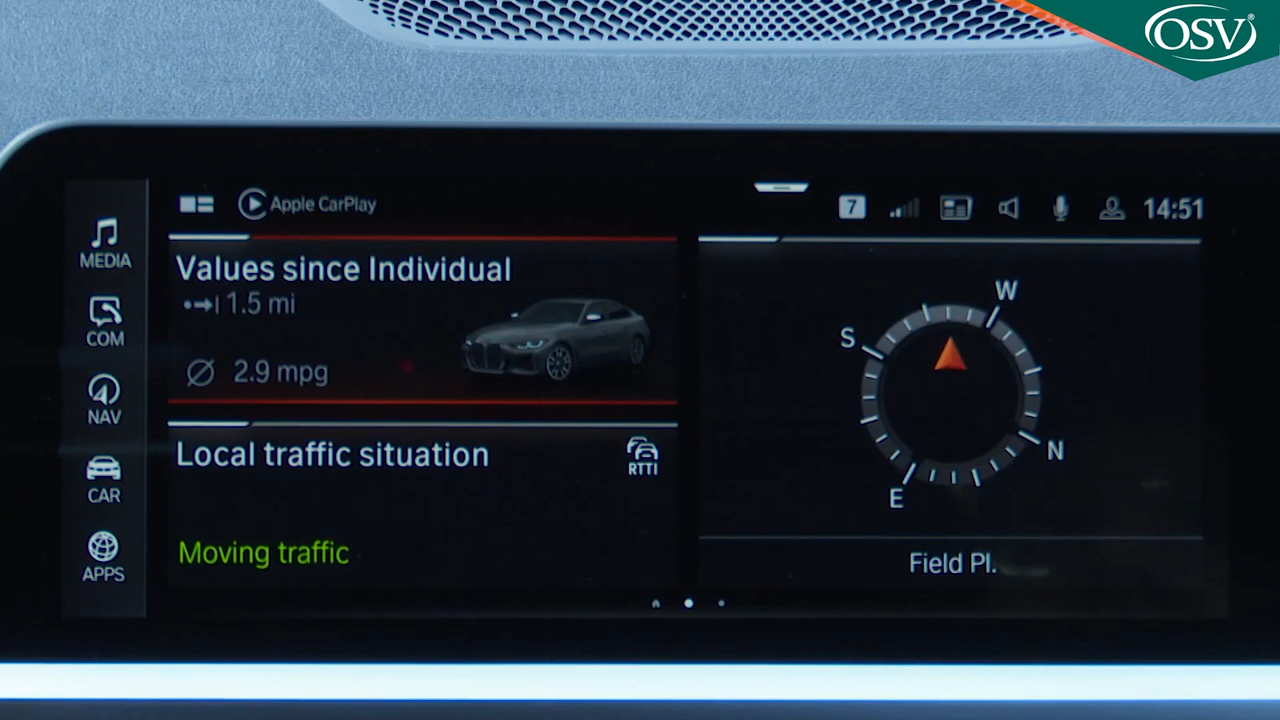 OSV®
Apple CarPlay
7
14:51
MEDIA
COM
NAV
CAR
APPS
Values since Individual
1.5 mi
2.9 mpg
Local traffic situation
RTTI
Moving traffic
W
S
N
E
Field Pl.